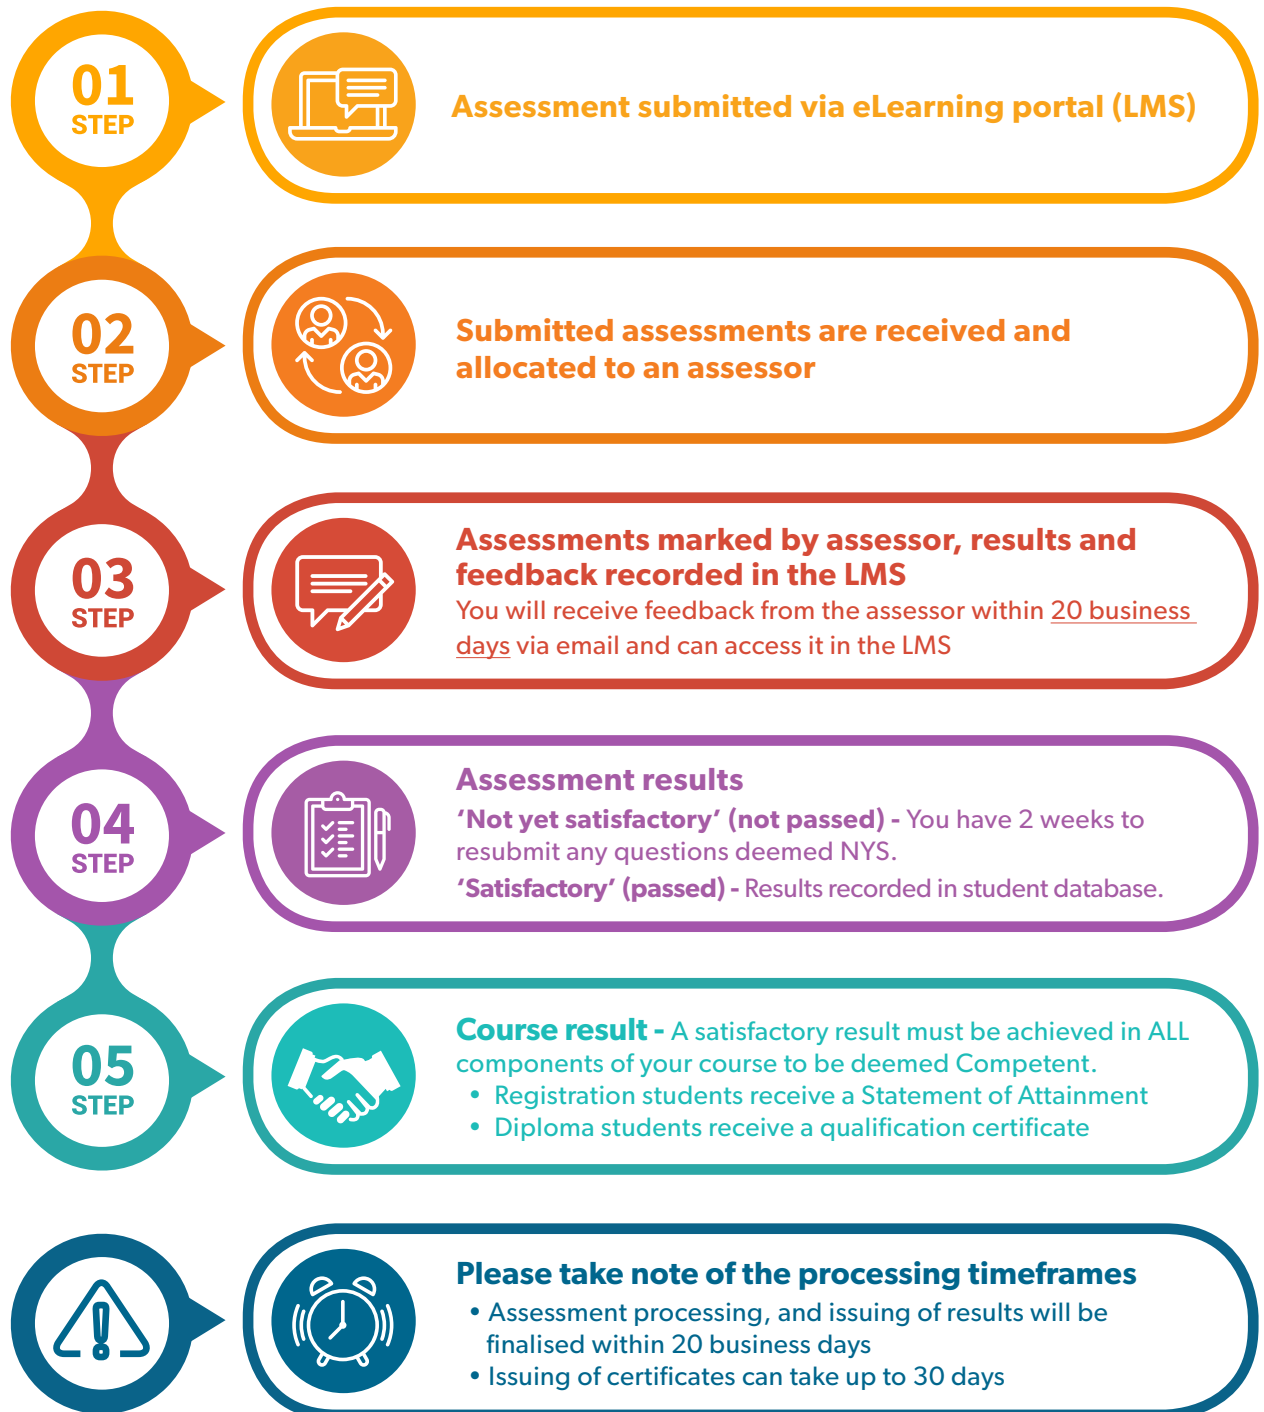 01
STEP
Assessment submitted via eLearning portal (LMS)
02
STEP
Submitted assessments are received and
allocated to an assessor
03
STEP
Assessments marked by assessor, results and
feedback recorded in the LMS
You will receive feedback from the assessor within 20 business
days via email and can access it in the LMS
04
STEP
Assessment results
‘Not yet satisfactory’ (not passed) - You have 2 weeks to
resubmit any questions deemed NYS.
‘Satisfactory’ (passed) - Results recorded in student database.
05
STEP
Course result - A satisfactory result must be achieved in ALL
components of your course to be deemed Competent.
• Registration students receive a Statement of Attainment
• Diploma students receive a qualification certificate
Please take note of the processing timeframes
• Assessment processing, and issuing of results will be
finalised within 20 business days
• Issuing of certificates can take up to 30 days